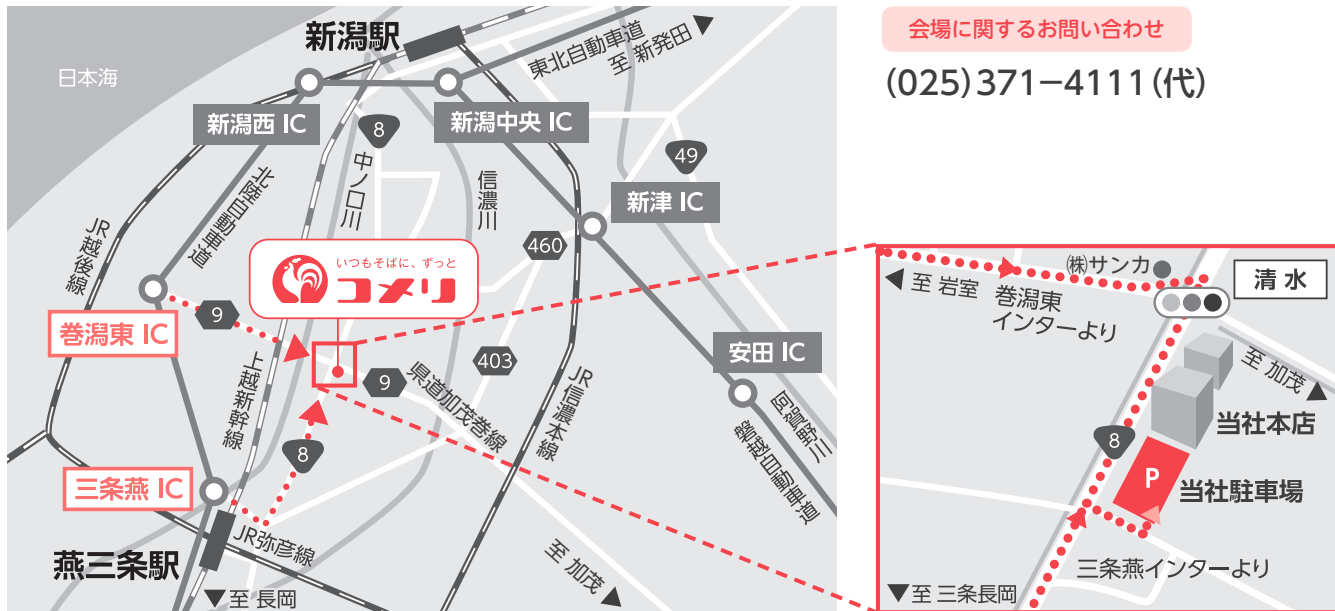 新潟駅
日本海
東北自動車道
至 新発田▶
新潟西 IC
新潟中央 IC
8
中ノ口川
信濃川
49
北陸自動車道
JR越後線
新津 IC
460
いつもそばに、ずっと
コメリ
9
巻潟東 IC
上越新幹線
9
403
県道加茂巻線
JR信濃本線
安田 IC
阿賀野川
磐越自動車道
8
三条燕 IC
JR弥彦線
燕三条駅
▼至 長岡
至 加茂▶
会場に関するお問い合わせ
(025)371−4111(代)
㈱サンカ
清 水
◀至 岩室
巻潟東
インターより
至 加茂▶
当社本店
8
P
当社駐車場
三条燕インターより
▼至 三条長岡